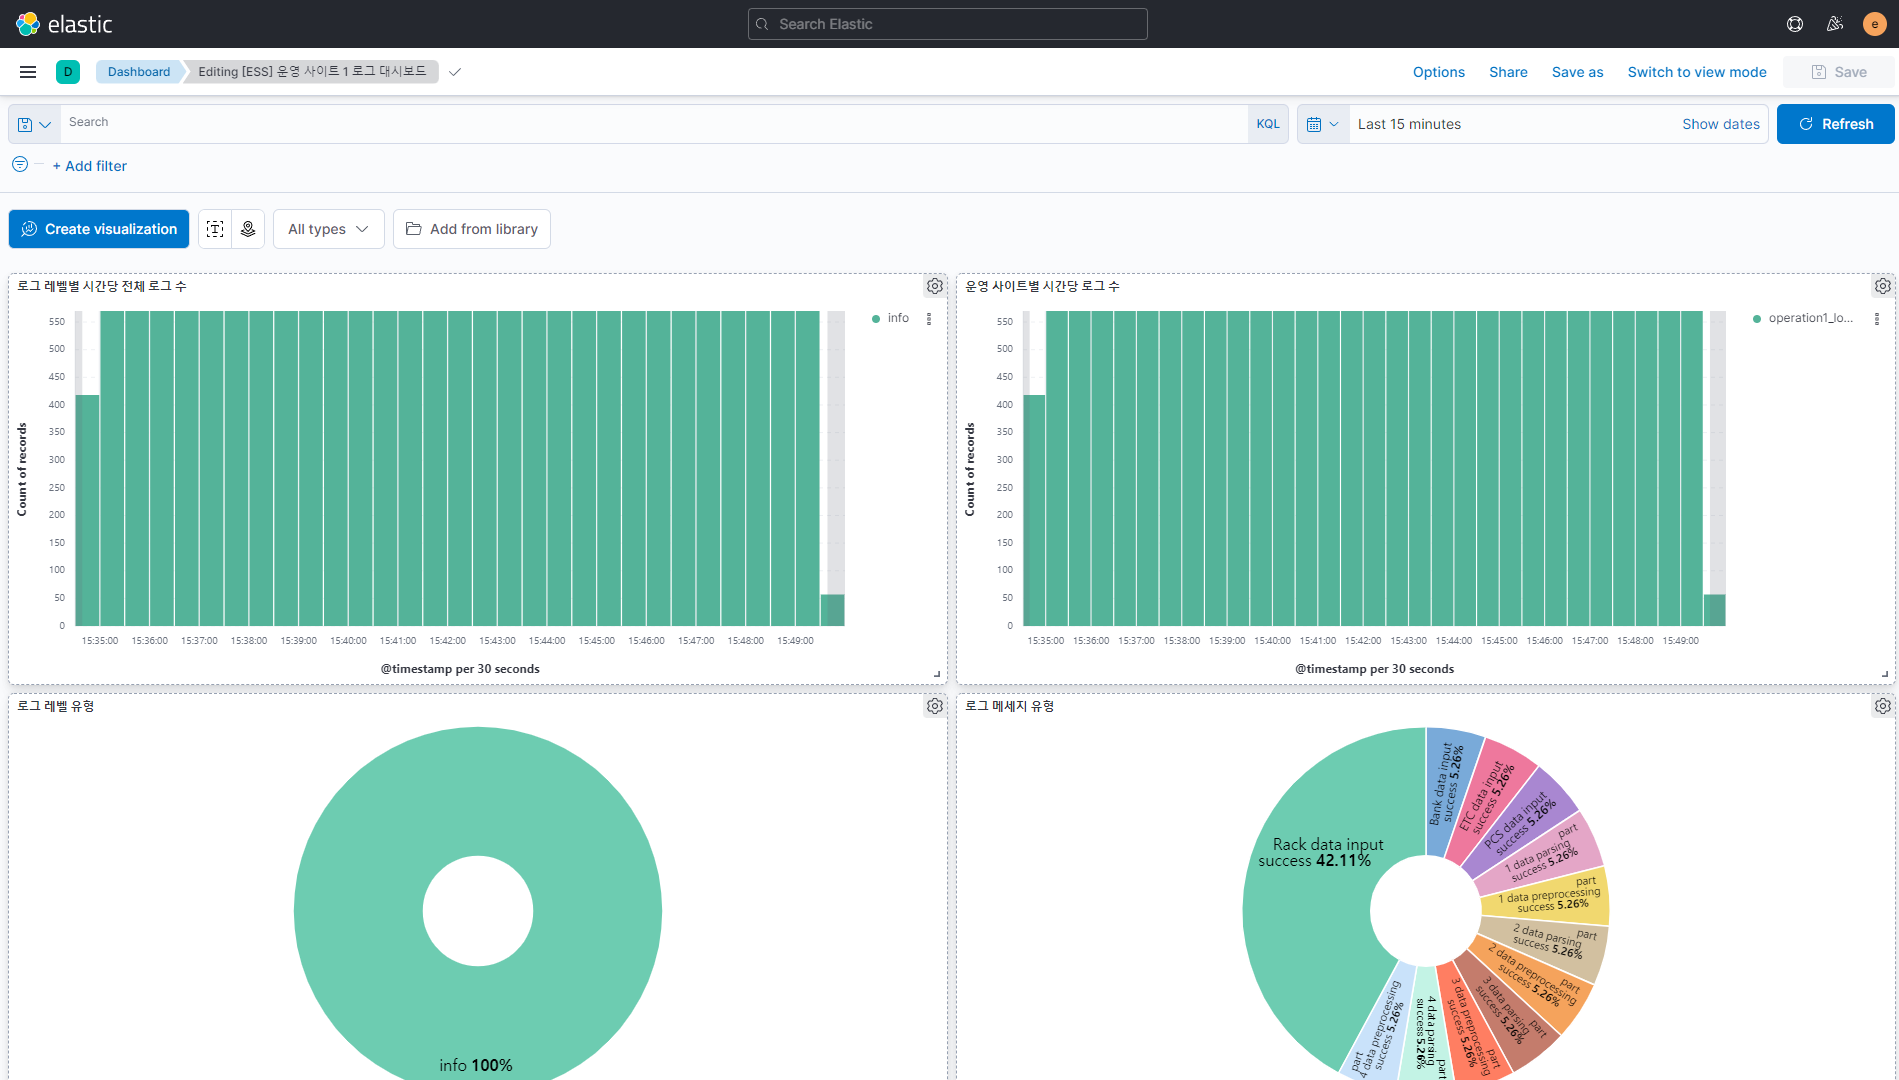 elastic
Search Elastic
e
D
Dashboard
Editing [ESS] 운영 사이트 1 로그 대시보드
Options
Share
Save as
Switch to view mode
Save
Search
KQL
Last 15 minutes
Show dates
Refresh
+ Add filter
Create visualization
All types
Add from library
로그 레벨별 시간당 전체 로그 수
550
500
450
400
350
300
250
200
150
100
50
0
Count of records
15:35:00 15:36:00 15:37:00 15:38:00 15:39:00 15:40:00 15:41:00 15:42:00 15:43:00 15:44:00 15:45:00 15:46:00 15:47:00 15:48:00 15:49:00
@timestamp per 30 seconds
info
운영 사이트별 시간당 로그 수
550
500
450
400
350
300
250
200
150
100
50
0
Count of records
15:35:00 15:36:00 15:37:00 15:38:00 15:39:00 15:40:00 15:41:00 15:42:00 15:43:00 15:44:00 15:45:00 15:46:00 15:47:00 15:48:00 15:49:00
@timestamp per 30 seconds
operation1_lo...
로그 레벨 유형
info 100%
로그 메세지 유형
Rack data input
success 42.11%
Bank data input
success 5.26%
ETC data input
success 5.26%
PCS data input
success 5.26%
part
1 data parsing
success 5.26%
part
1 data preprocessing
success 5.26%
part
2 data parsing
success 5.26%
part
2 data preprocessing
success 5.26%
part
3 data parsing
success 5.26%
part
3 data preprocessing
success 5.26%
part
4 data parsing
success 5.26%
part
4 data preprocessing
success 5.26%